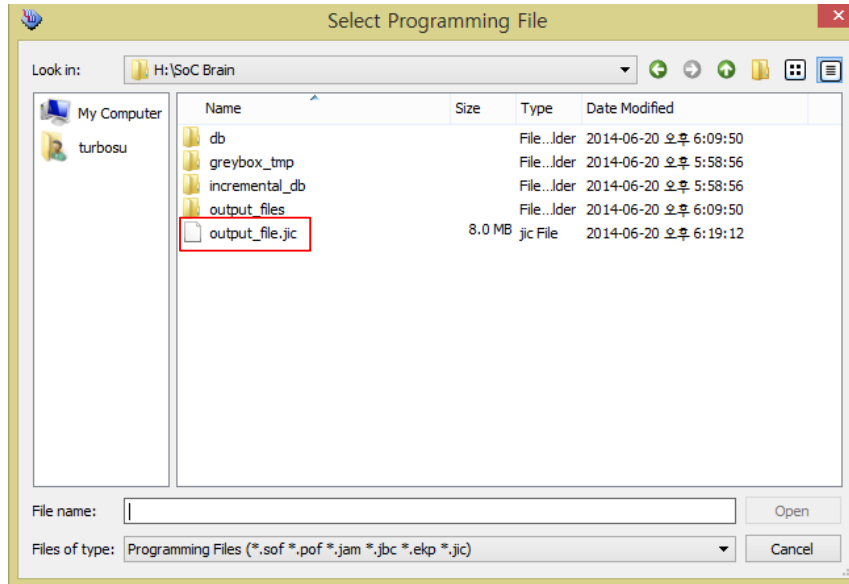 Select Programming File
Look in: H:\SoC Brain
My Computer
turbosu
Name Size Type Date Modified
db File...lder 2014-06-20 오후 6:09:50
greybox_tmp File...lder 2014-06-20 오후 5:58:56
incremental_db File...lder 2014-06-20 오후 5:58:56
output_files File...lder 2014-06-20 오후 6:09:50
output_file.jic 8.0 MB jic File 2014-06-20 오후 6:19:12
File name: Open
Files of type: Programming Files (*.sof *.pof *.jam *.jbc *.ekp *.jic) Cancel